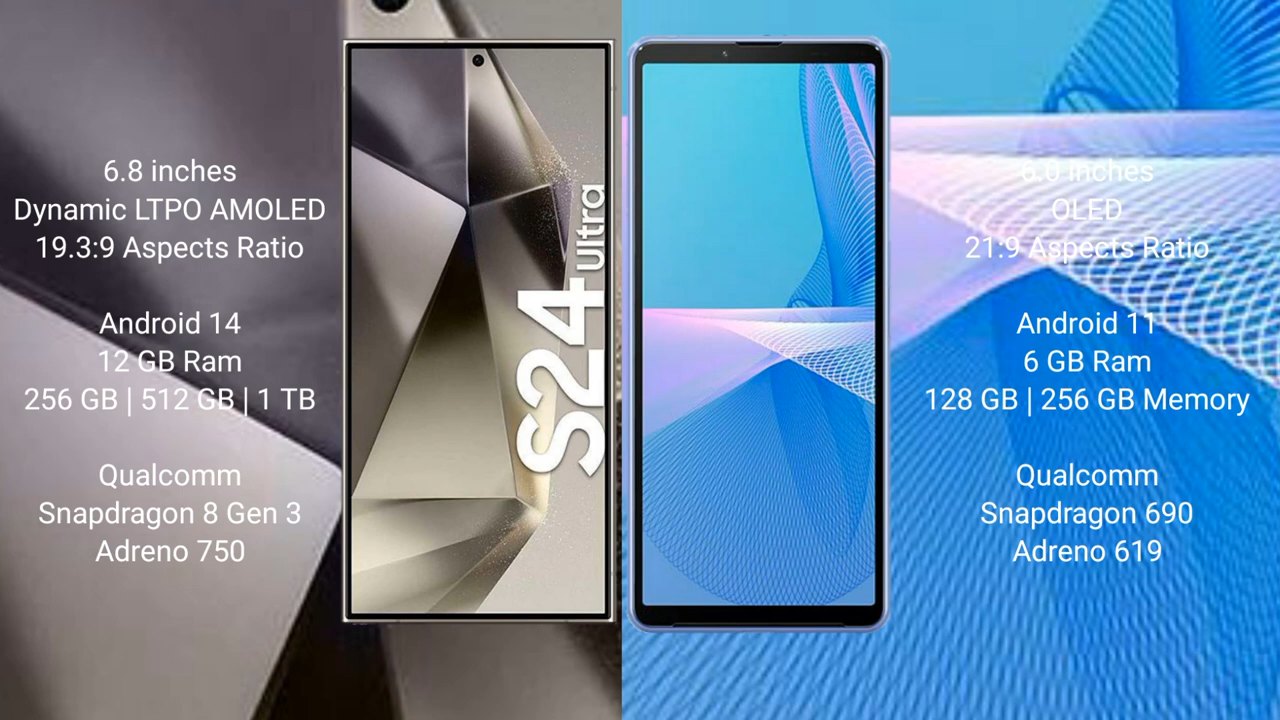 6.8 inches
Dynamic LTPO AMOLED
19.3:9 Aspects Ratio
Android 14
12 GB Ram
256 GB | 512 GB | 1 TB
Qualcomm
Snapdragon 8 Gen 3
Adreno 750
S24 Ultra
6.0 inches
OLED
21:9 Aspects Ratio
Android 11
6 GB Ram
128 GB | 256 GB Memory
Qualcomm
Snapdragon 690
Adreno 619